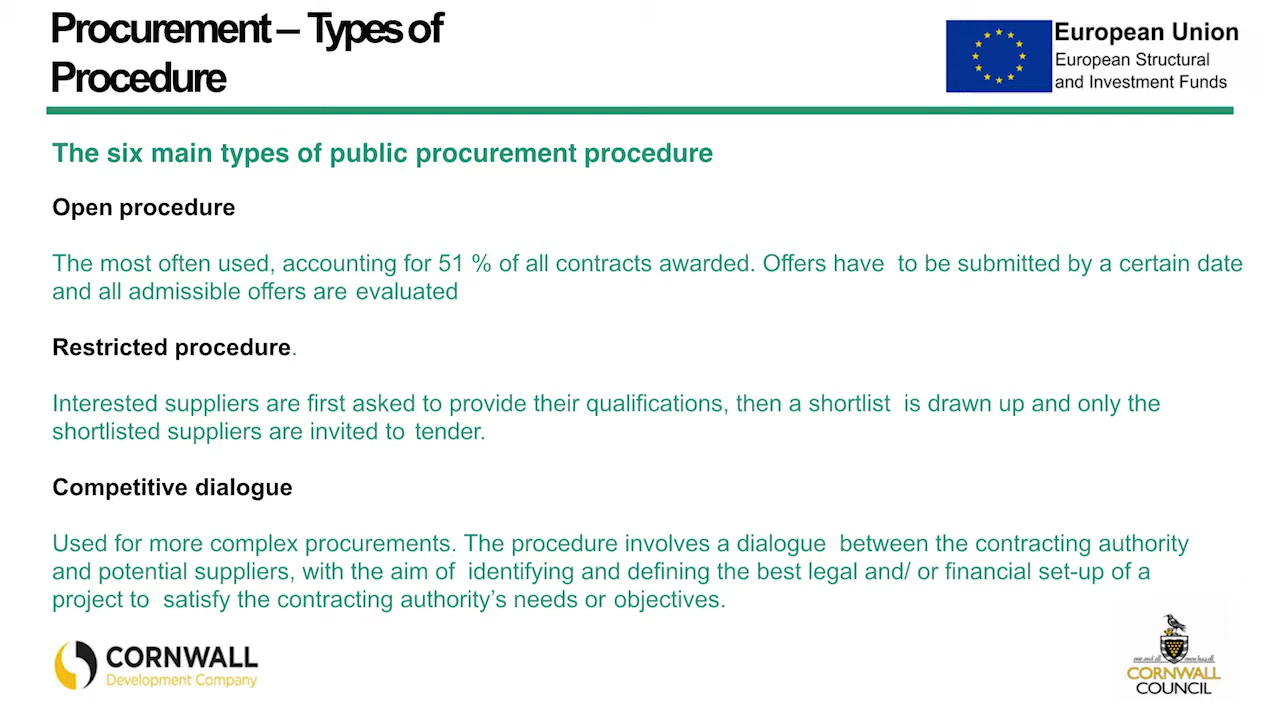 Procurement – Types of
Procedure
European Union
European Structural
and Investment Funds
The six main types of public procurement procedure
Open procedure
The most often used, accounting for 51 % of all contracts awarded. Offers have  to be submitted by a certain date
and all admissible offers are evaluated
Restricted procedure.
Interested suppliers are first asked to provide their qualifications, then a shortlist  is drawn up and only the
shortlisted suppliers are invited to tender.
Competitive dialogue
Used for more complex procurements. The procedure involves a dialogue  between the contracting authority
and potential suppliers, with the aim of  identifying and defining the best legal and/ or financial set-up of a
project to  satisfy the contracting authority’s needs or objectives.
CORNWALL
Development Company
one and all
CORNWALL
COUNCIL